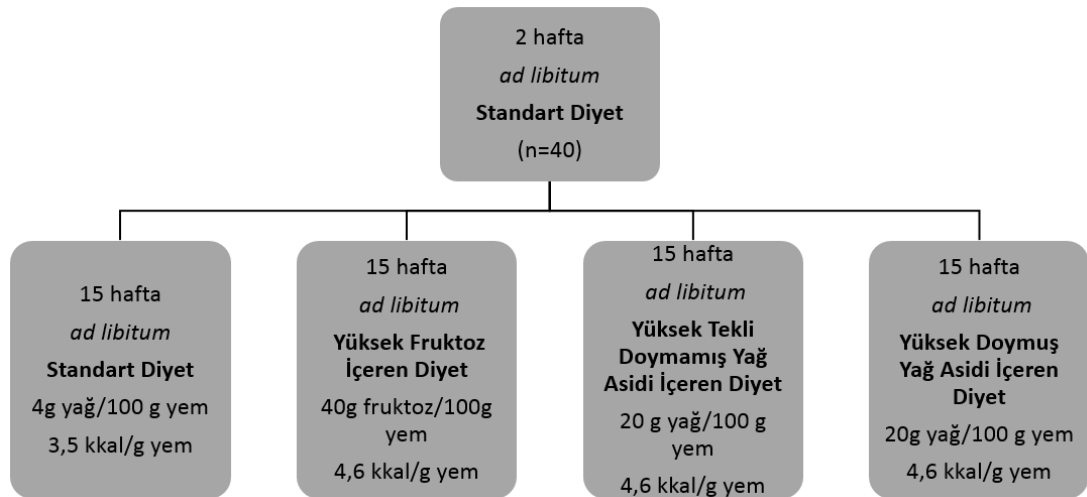 2 hafta
ad libitum
Standart Diyet
(n=40)
15 hafta
ad libitum
Standart Diyet
4g yağ/100 g yem
3,5 kkal/g yem
15 hafta
ad libitum
Yüksek Fruktoz
İçeren Diyet
40g fruktoz/100g
yem
4,6 kkal/g yem
15 hafta
ad libitum
Yüksek Tekli
Doymamış Yağ
Asidi İçeren Diyet
20 g yağ/100 g
yem
4,6 kkal/g yem
15 hafta
ad libitum
Yüksek Doymuş
Yağ Asidi İçeren
Diyet
20g yağ/100 g yem
4,6 kkal/g yem